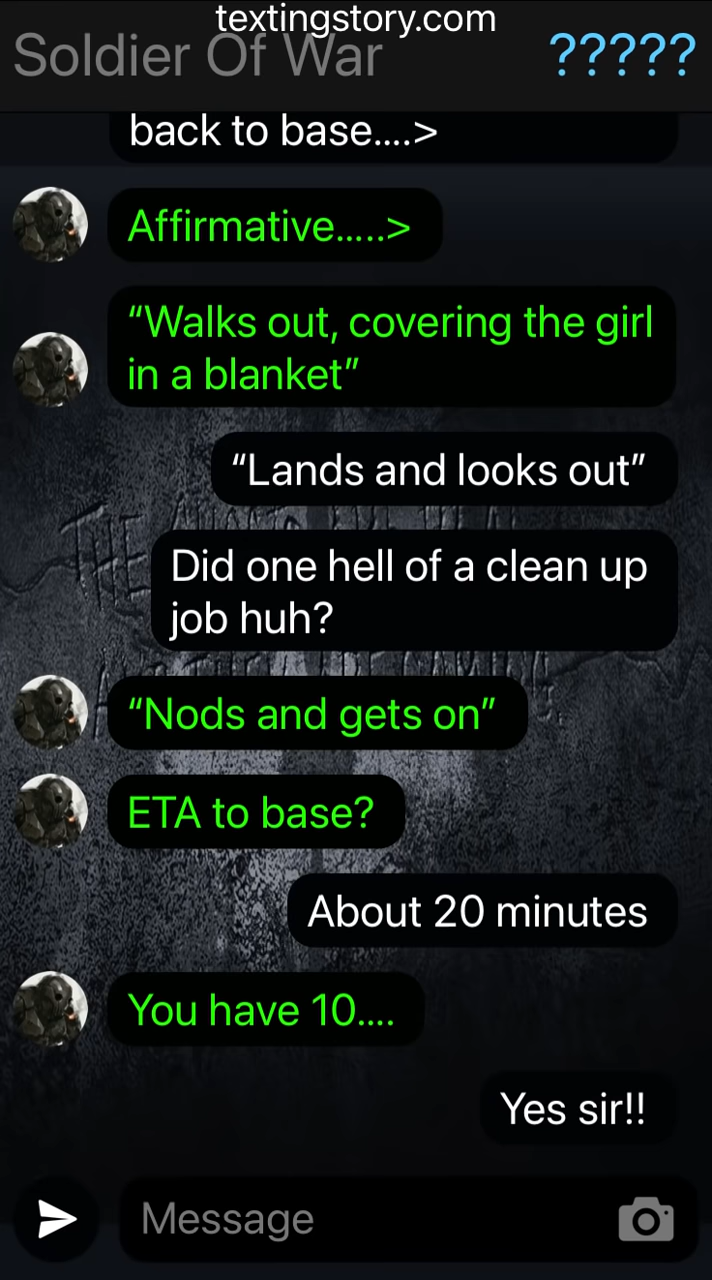 textingstory.com
Soldier Of War
?????
back to base....>
Affirmative.....>
“Walks out, covering the girl
in a blanket”
“Lands and looks out”
THE
Did one hell of a clean up
job huh?
“Nods and gets on”
ETA to base?
About 20 minutes
You have 10....
Yes sir!!
Message